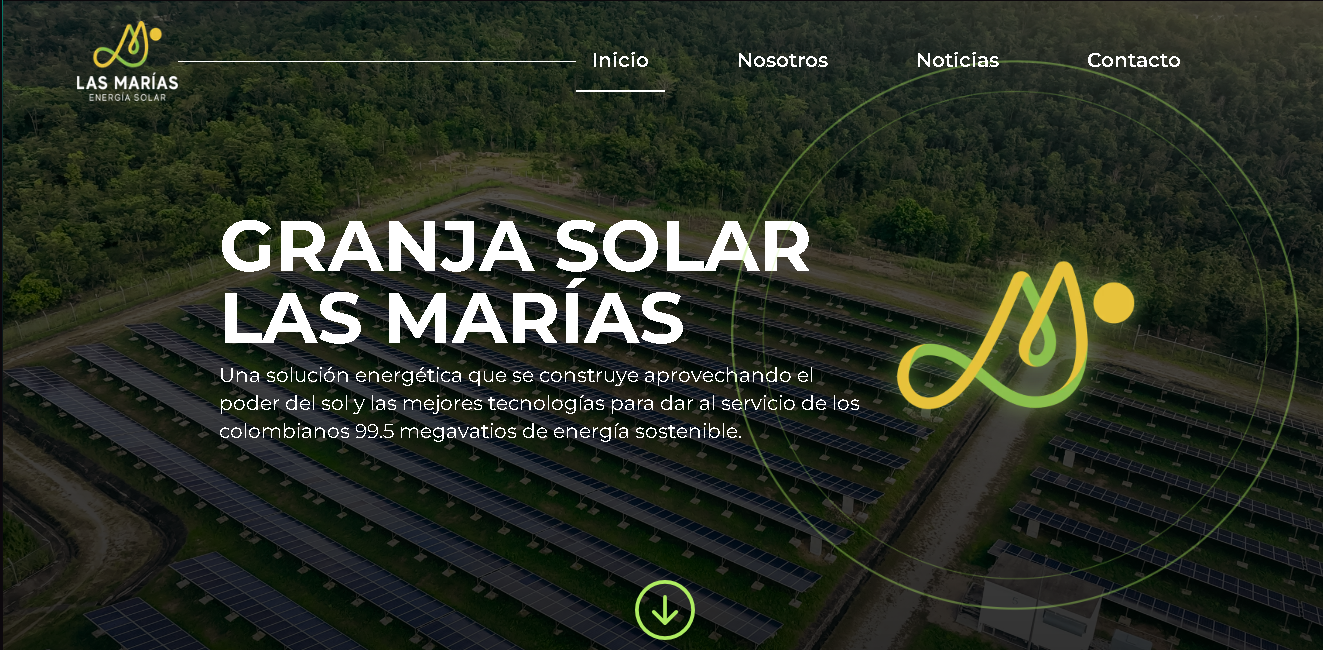 LAS MARÍAS
ENERGÍA SOLAR
Inicio
Nosotros
Noticias
Contacto
GRANJA SOLAR
LAS MARÍAS
Una solución energética que se construye aprovechando el
poder del sol y las mejores tecnologías para dar al servicio de los
colombianos 99.5 megavatios de energía sostenible.